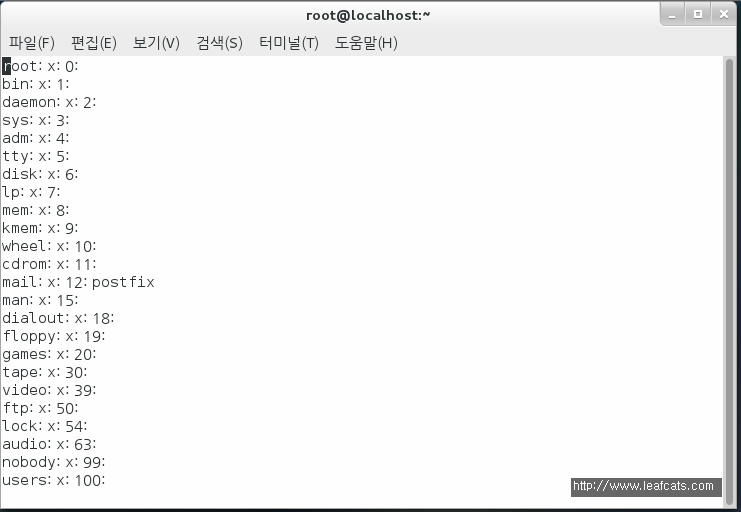 root@localhost:~
파일(F) 편집(E) 보기(V) 검색(S) 터미널(T) 도움말(H)
root:x:0:
bin:x:1:
daemon:x:2:
sys:x:3:
adm:x:4:
tty:x:5:
disk:x:6:
lp:x:7:
mem:x:8:
kmem:x:9:
wheel:x:10:
cdrom:x:11:
mail:x:12:postfix
man:x:15:
dialout:x:18:
floppy:x:19:
games:x:20:
tape:x:30:
video:x:39:
ftp:x:50:
lock:x:54:
audio:x:63:
nobody:x:99:
users:x:100:
http://www.leafcats.com